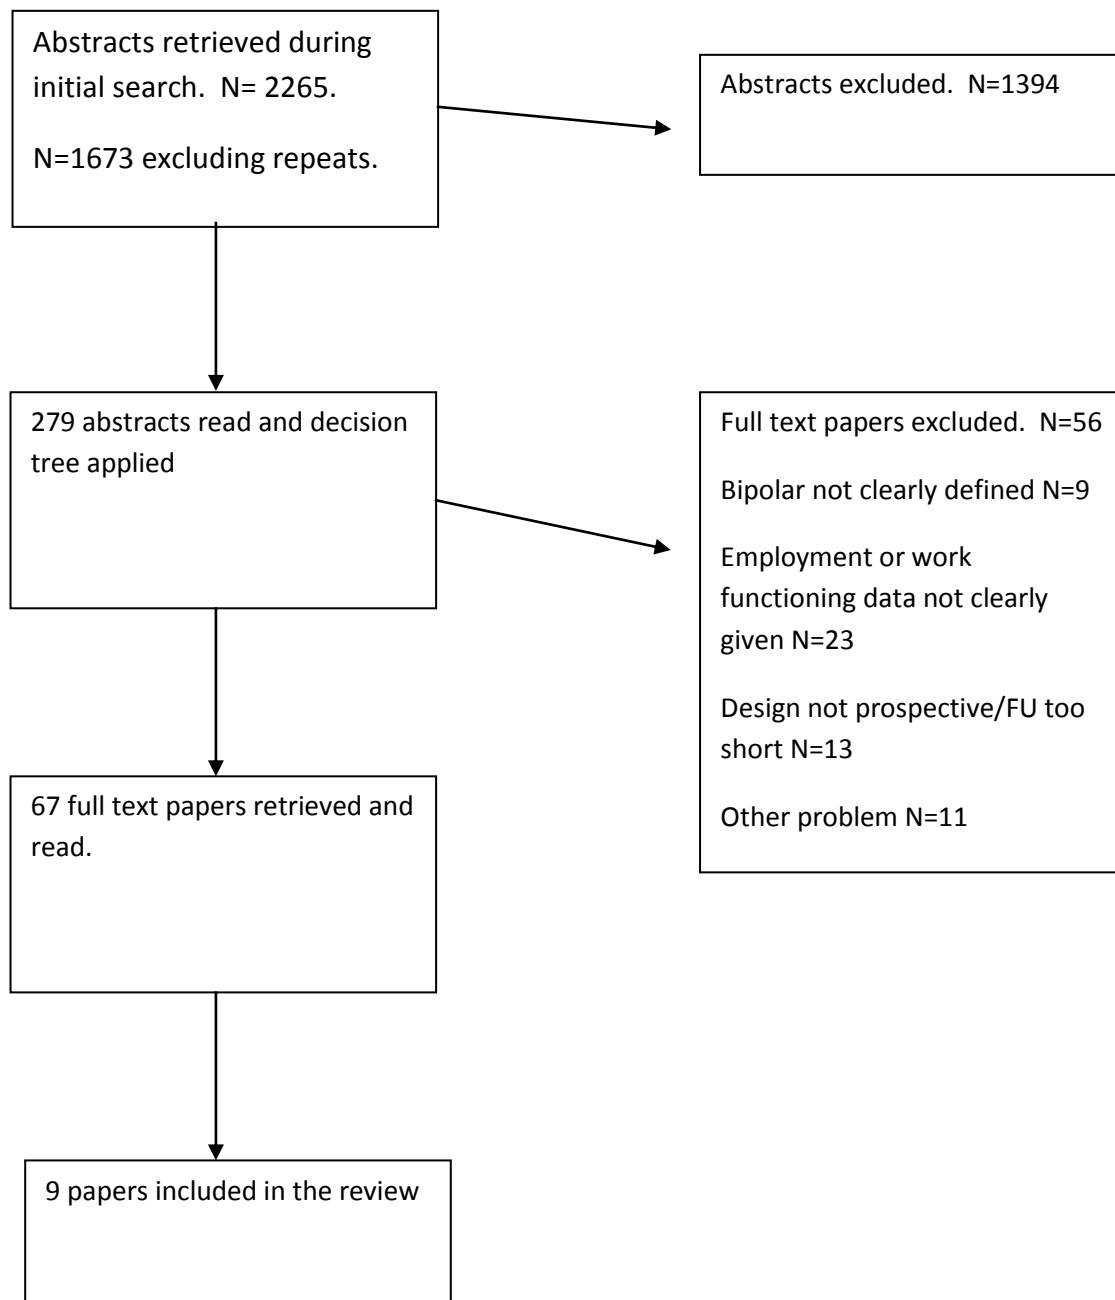 Abstracts retrieved during
initial search.  N= 2265.
N=1673 excluding repeats.
Abstracts excluded.  N=1394
279 abstracts read and decision
tree applied
Full text papers excluded.  N=56
Bipolar not clearly defined N=9
Employment or work
functioning data not clearly
given N=23
Design not prospective/FU too
short N=13
Other problem N=11
67 full text papers retrieved and
read.
9 papers included in the review